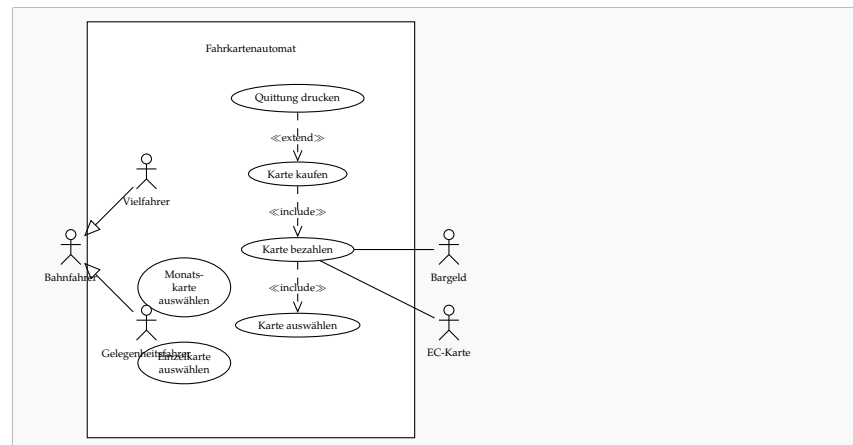 Fahrkartenautomat
Quittung drucken
≪extend≫
Karte kaufen
Vielfahrer
≪include≫
Karte bezahlen
Bahnfahrer
Bargeld
Monats-
karte
auswählen
≪include≫
Karte auswählen
Gelegenheitsfahrer
EC-Karte
Einzelkarte
auswählen